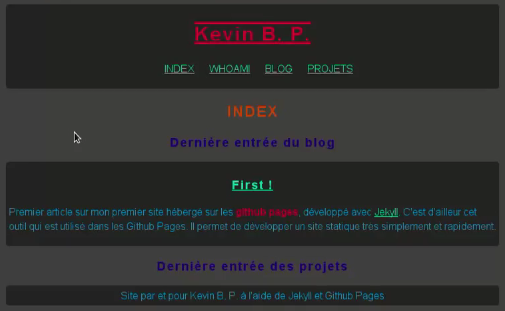 Kevin B. P.
INDEX WHOAMI BLOG PROJETS
INDEX
Dernière entrée du blog
First !
Premier article sur mon premier site hébergé sur les github pages, développé avec Jekyll. C'est d'ailleur cet
outil qui est utilisé dans les Github Pages. Il permet de développer un site statique très simplement et rapidement.
Dernière entrée des projets
Site par et pour Kevin B. P. à l'aide de Jekyll et Github Pages